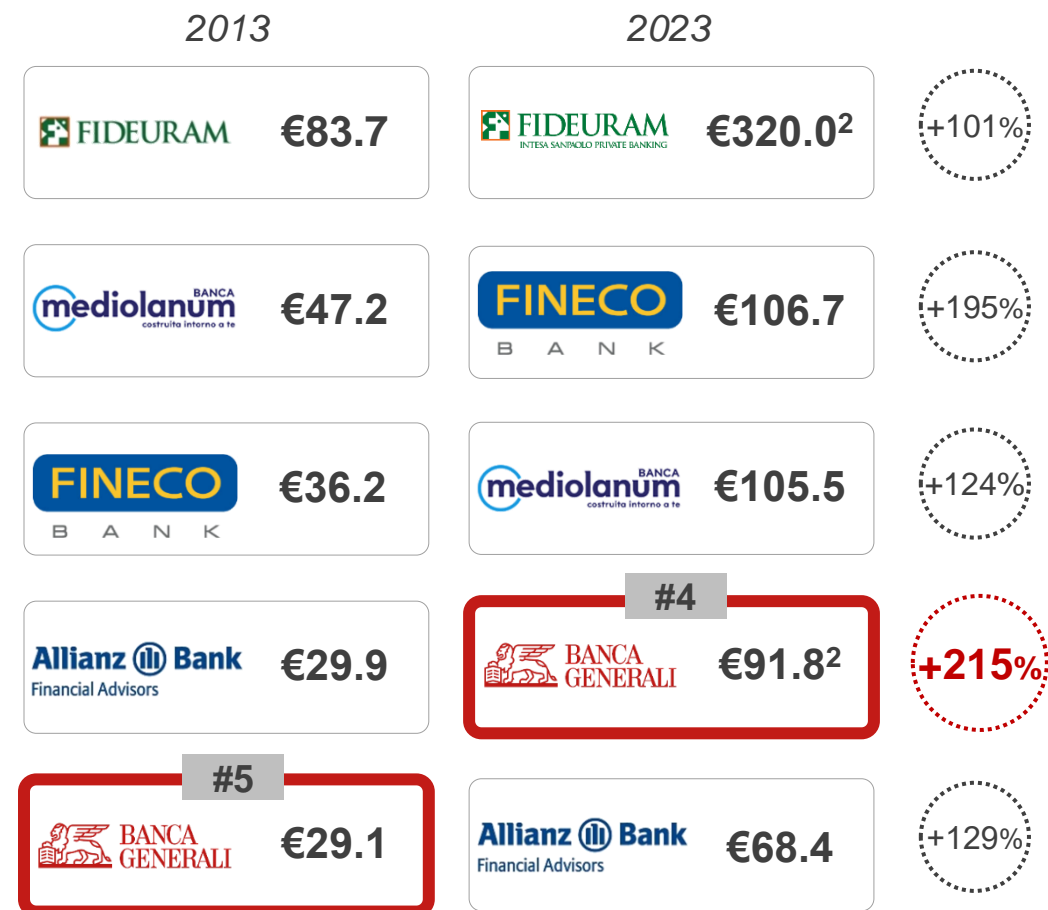 2013 2023
FIDEURAM €83.7
FIDEURAM
INTESA SANPAOLO PRIVATE BANKING
€320.0²
+101%
BANCA
mediolanum
costruita intorno a te
€47.2
FINECO
BANK
€106.7
+195%
FINECO
BANK
€36.2
BANCA
mediolanum
costruita intorno a te
€105.5
+124%
Allianz Bank
Financial Advisors
€29.9
#4
BANCA
GENERALI
€91.8²
+215%
#5
BANCA
GENERALI
€29.1
Allianz Bank
Financial Advisors
€68.4
+129%